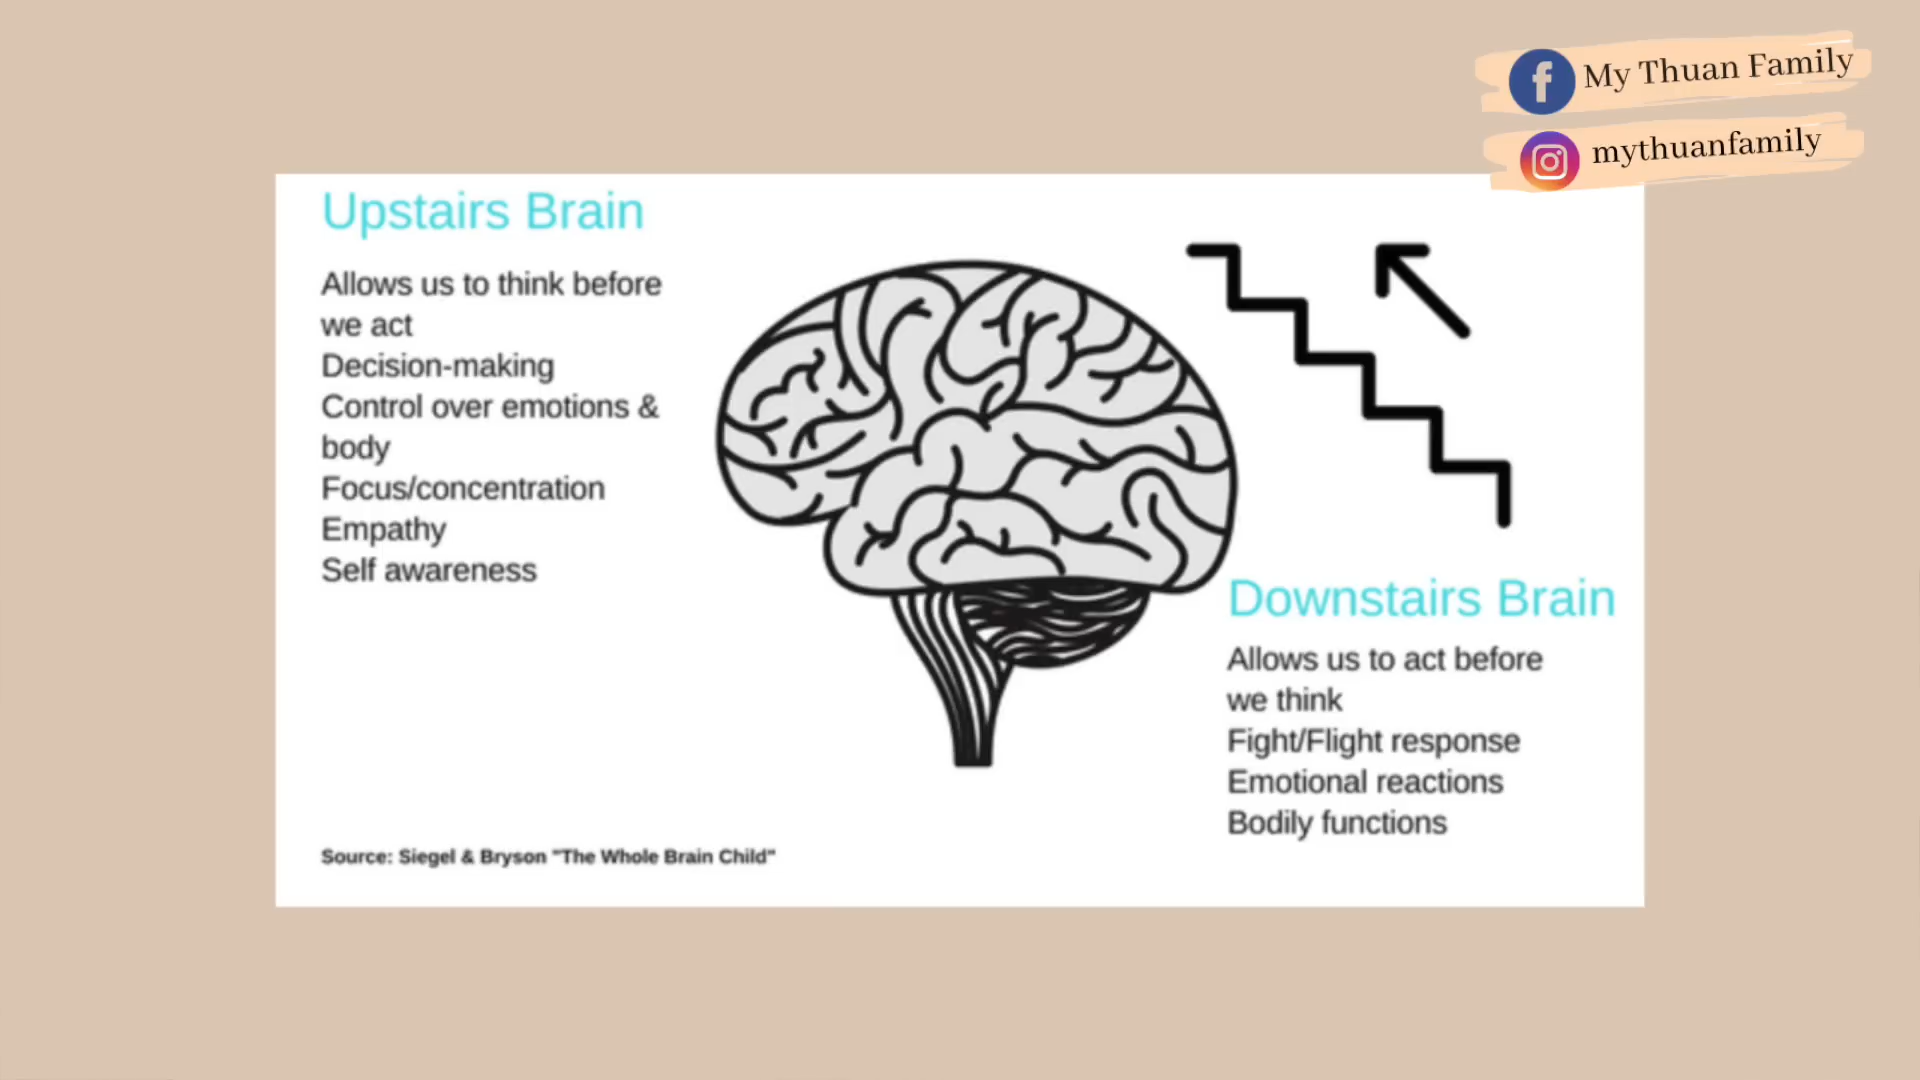 My Thuan Family
mythuanfamily
Upstairs Brain
Allows us to think before
we act
Decision-making
Control over emotions &
body
Focus/concentration
Empathy
Self awareness
Downstairs Brain
Allows us to act before
we think
Fight/Flight response
Emotional reactions
Bodily functions
Source: Siegel & Bryson "The Whole Brain Child"